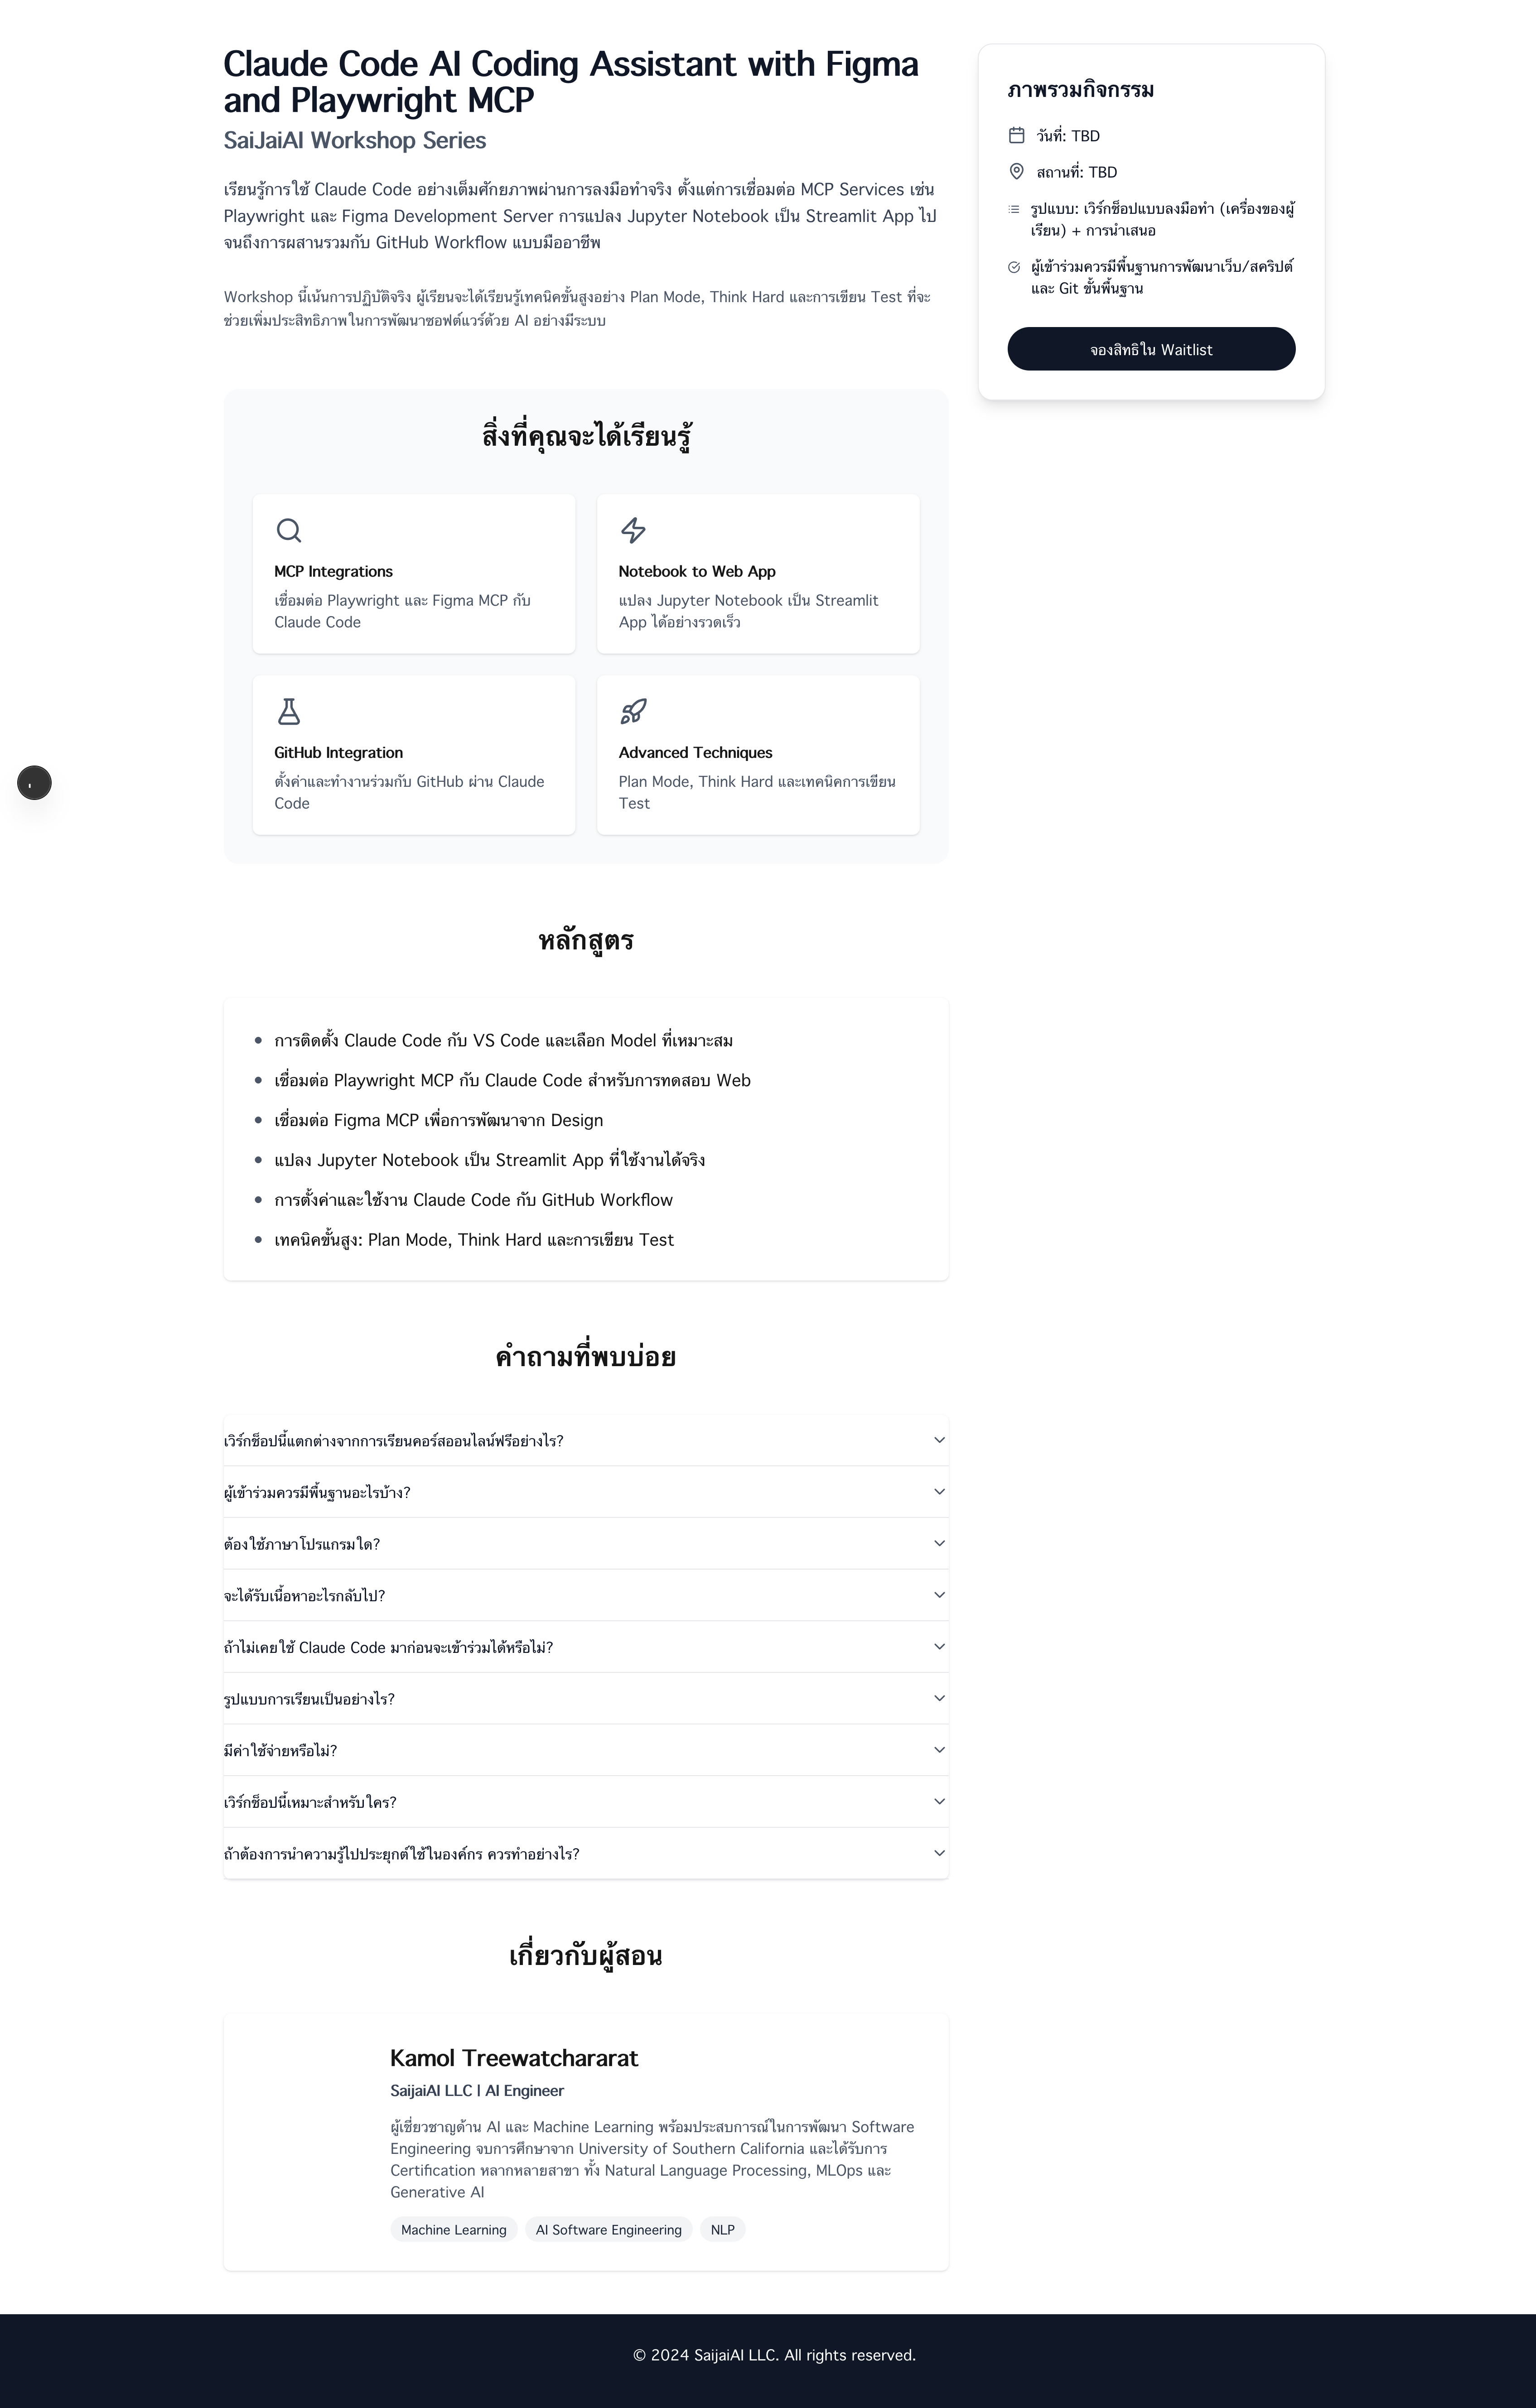 Claude Code AI Coding Assistant with Figma
and Playwright MCP
SaiJaiAI Workshop Series
เรียนรู้การใช้ Claude Code อย่างเต็มศักยภาพผ่านการลงมือทำจริง ตั้งแต่การเชื่อมต่อ MCP Services เช่น
Playwright และ Figma Development Server การแปลง Jupyter Notebook เป็น Streamlit App ไป
จนถึงการผสานรวมกับ GitHub Workflow แบบมืออาชีพ
Workshop นี้เน้นการปฏิบัติจริง ผู้เรียนจะได้เรียนรู้เทคนิคขั้นสูงอย่าง Plan Mode, Think Hard และการเขียน Test ที่จะ
ช่วยเพิ่มประสิทธิภาพในการพัฒนาซอฟต์แวร์ด้วย AI อย่างมีระบบ
ภาพรวมกิจกรรม
วันที่: TBD
สถานที่: TBD
รูปแบบ: เวิร์กช็อปแบบลงมือทำ (เครื่องของผู้
เรียน) + การนำเสนอ
ผู้เข้าร่วมควรมีพื้นฐานการพัฒนาเว็บ/สคริปต์
และ Git ขั้นพื้นฐาน
จองสิทธิใน Waitlist
สิ่งที่คุณจะได้เรียนรู้
MCP Integrations
เชื่อมต่อ Playwright และ Figma MCP กับ
Claude Code
Notebook to Web App
แปลง Jupyter Notebook เป็น Streamlit
App ได้อย่างรวดเร็ว
GitHub Integration
ตั้งค่าและทำงานร่วมกับ GitHub ผ่าน Claude
Code
Advanced Techniques
Plan Mode, Think Hard และเทคนิคการเขียน
Test
หลักสูตร
• การติดตั้ง Claude Code กับ VS Code และเลือก Model ที่เหมาะสม
• เชื่อมต่อ Playwright MCP กับ Claude Code สำหรับการทดสอบ Web
• เชื่อมต่อ Figma MCP เพื่อการพัฒนาจาก Design
• แปลง Jupyter Notebook เป็น Streamlit App ที่ใช้งานได้จริง
• การตั้งค่าและใช้งาน Claude Code กับ GitHub Workflow
• เทคนิคขั้นสูง: Plan Mode, Think Hard และการเขียน Test
คำถามที่พบบ่อย
เวิร์กช็อปนี้แตกต่างจากการเรียนคอร์สออนไลน์ฟรีอย่างไร?
ผู้เข้าร่วมควรมีพื้นฐานอะไรบ้าง?
ต้องใช้ภาษาโปรแกรมใด?
จะได้รับเนื้อหาอะไรกลับไป?
ถ้าไม่เคยใช้ Claude Code มาก่อนจะเข้าร่วมได้หรือไม่?
รูปแบบการเรียนเป็นอย่างไร?
มีค่าใช้จ่ายหรือไม่?
เวิร์กช็อปนี้เหมาะสำหรับใคร?
ถ้าต้องการนำความรู้ไปประยุกต์ใช้ในองค์กร ควรทำอย่างไร?
เกี่ยวกับผู้สอน
Kamol Treewatchararat
SaijaiAI LLC | AI Engineer
ผู้เชี่ยวชาญด้าน AI และ Machine Learning พร้อมประสบการณ์ในการพัฒนา Software
Engineering จบการศึกษาจาก University of Southern California และได้รับการ
Certification หลากหลายสาขา ทั้ง Natural Language Processing, MLOps และ
Generative AI
Machine Learning
AI Software Engineering
NLP
© 2024 SaijaiAI LLC. All rights reserved.